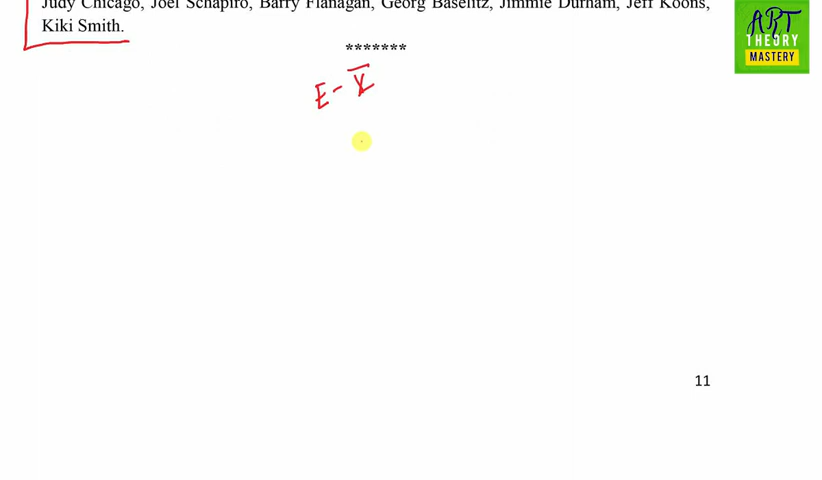 Judy Chicago, Joel Schapiro, Barry Flanagan, Georg Baselitz, Jimmie Durham, Jeff Koons,
Kiki Smith.
*******
E -
ART
THEORY
MASTERY
11